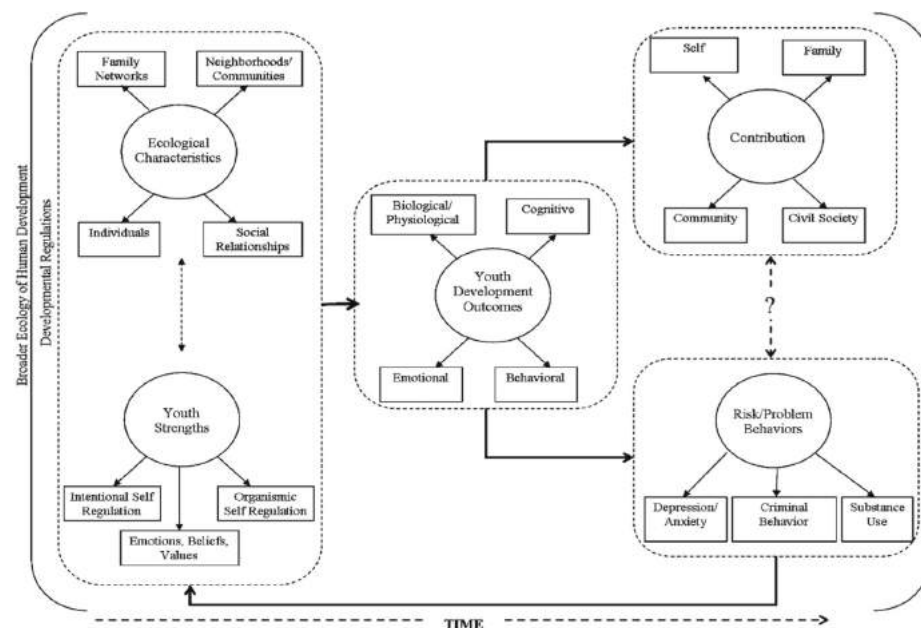 Broader Ecology of Human Development
Developmental Regulations
Family
Networks
Neighborhoods/
Communities
Ecological
Characteristics
Individuals
Social
Relationships
Youth
Strengths
Intentional Self
Regulation
Organismic
Self Regulation
Emotions, Beliefs,
Values
Biological/
Physiological
Cognitive
Youth
Development
Outcomes
Emotional
Behavioral
Self
Family
Contribution
Community
Civil Society
?
Risk/Problem
Behaviors
Depression/
Anxiety
Criminal
Behavior
Substance
Use
TIME